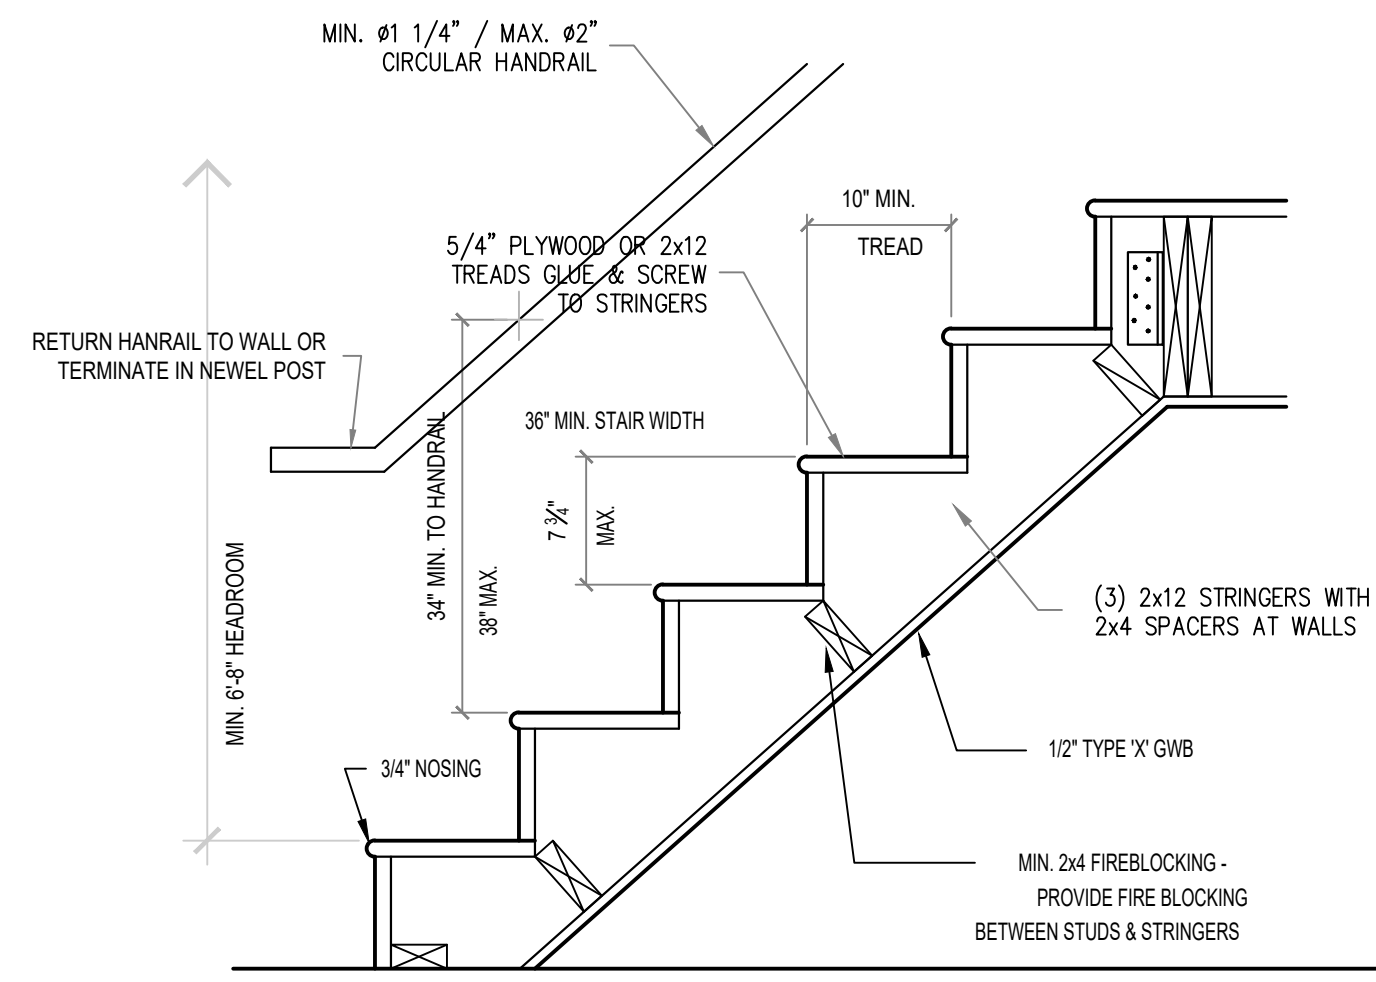 MIN. ø1 1/4” / MAX. ø2”
CIRCULAR HANDRAIL
10" MIN.
TREAD
5/4” PLYWOOD OR 2x12
TREADS GLUE & SCREW
TO STRINGERS
RETURN HANRAIL TO WALL OR
TERMINATE IN NEWEL POST
36" MIN. STAIR WIDTH
34" MIN. TO HANDRAIL
38" MAX.
7 3/4"
MAX.
MIN. 6'-8" HEADROOM
(3) 2x12 STRINGERS WITH
2x4 SPACERS AT WALLS
3/4" NOSING
1/2" TYPE 'X' GWB
MIN. 2x4 FIREBLOCKING -
PROVIDE FIRE BLOCKING
BETWEEN STUDS & STRINGERS